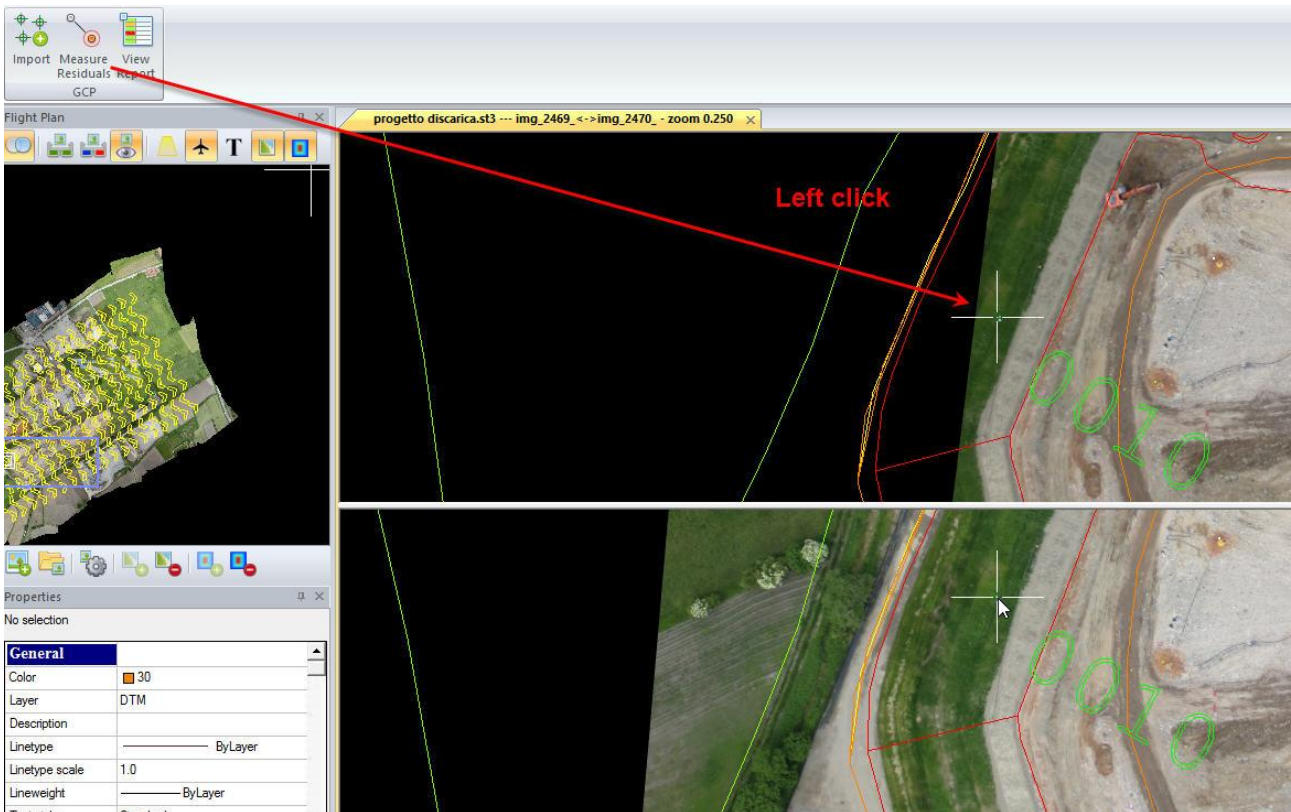 Import Measure Residuals View Report
GCP
Flight Plan
T
progetto discarica.st3 --- img_2469_<->img_2470_ - zoom 0.250
Left click
0010
0010
Properties
No selection
General
Color 30
Layer DTM
Description
Linetype ByLayer
Linetype scale 1.0
Lineweight ByLayer